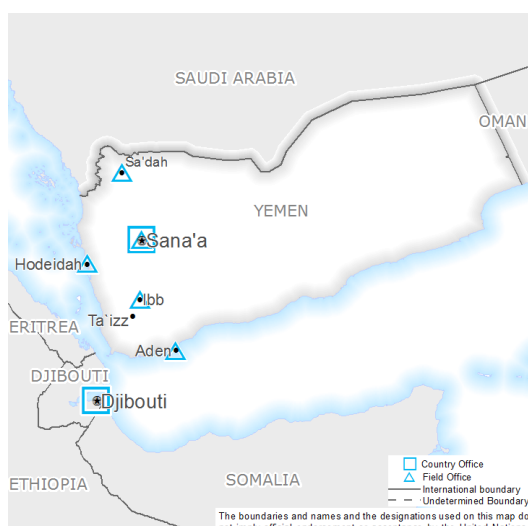 SAUDI ARABIA
OMAN
Sa'dah
YEMEN
Sana'a
Hodeidah
Ibb
Ta`izz
ERITREA
Aden
DJIBOUTI
Djibouti
ETHIOPIA
SOMALIA
Country Office
Field Office
International boundary
Undetermined Boundary
The boundaries and names and the designations used on this map do